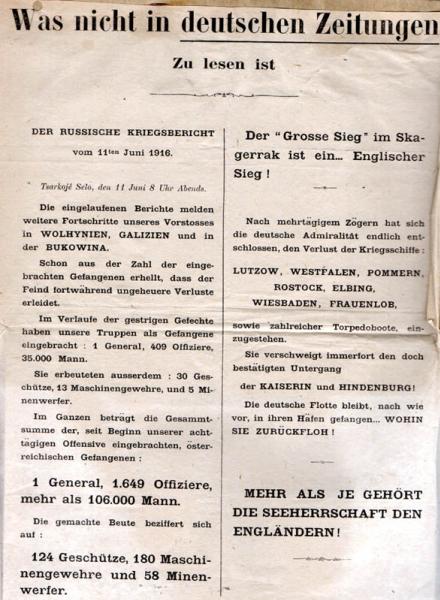 Was nicht in deutschen Zeitungen
Zu lesen ist
DER RUSSISCHE KRIEGSBERICHT
vom 11ten Juni 1916.
Tsarkojé Selo, den 11 Juni 8 Uhr Abends.
Die eingelaufenen Berichte melden
weitere Fortschritte unseres Vorstosses
in WOLHYNIEN, GALIZIEN und in
der BUKOWINA.
Schon aus der Zahl der einge-
brachten Gefangenen erhellt, dass der
Feind fortwährend ungeheuere Verluste
erleidet.
Im Verlaufe der gestrigen Gefechte
haben unsere Truppen als Gefangene
eingebracht : 1 General, 409 Offiziere,
35.000 Mann.
Sie erbeuteten ausserdem : 30 Ges-
chütze, 13 Maschinengewehre, und 5 Mi-
nenwerfer.
Im Ganzen beträgt die Gesammt-
summe der, seit Beginn unserer acht-
tägigen Offensive eingebrachten, öster-
reichischen Gefangenen :
1 General, 1.649 Offiziere,
mehr als 106.000 Mann.
Die gemachte Beute beziffert sich
auf :
124 Geschütze, 180 Maschi-
nengewehre und 58 Minen-
werfer.
Der "Grosse Sieg" im Ska-
gerrak ist ein... Englischer
Sieg !
Nach mehrtägigem Zögern hat sich
die deutsche Admiralität endlich ent-
schlossen, den Verlust der Kriegsschiffe :
LUTZOW, WESTFALEN, POMMERN,
ROSTOCK, ELBING,
WIESBADEN, FRAUENLOB,
sowie zahlreicher Torpedoboote, ein-
zugestehen.
Sie verschweigt immerfort den doch
bestätigten Untergang
der KAISERIN und HINDENBURG!
Die deutsche Flotte bleibt, nach wie
vor, in ihren Häfen gefangen... WOHIN
SIE ZURÜCKFLOH !
MEHR ALS JE GEHÖRT
DIE SEEHERRSCHAFT DEN
ENGLÄNDERN !